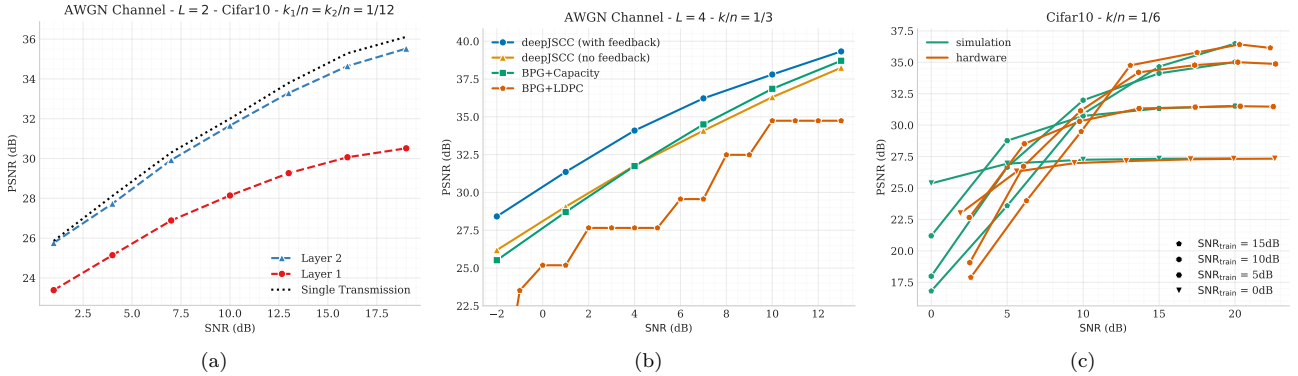 AWGN Channel - L = 2 - Cifar10 - k1/n = k2/n = 1/12
36
34
32
30
28
26
24
PSNR (dB)
2.5 5.0 7.5 10.0 12.5 15.0 17.5
SNR (dB)
Layer 2
Layer 1
Single Transmission
(a)
AWGN Channel - L = 4 - k/n = 1/3
40.0
37.5
35.0
32.5
30.0
27.5
25.0
22.5
PSNR (dB)
−2 0 2 4 6 8 10 12
SNR (dB)
deepJSCC (with feedback)
deepJSCC (no feedback)
BPG+Capacity
BPG+LDPC
(b)
Cifar10 - k/n = 1/6
37.5
35.0
32.5
30.0
27.5
25.0
22.5
20.0
17.5
PSNR (dB)
0 5 10 15 20
SNR (dB)
simulation
hardware
SNRtrain = 15dB
SNRtrain = 10dB
SNRtrain = 5dB
SNRtrain = 0dB
(c)